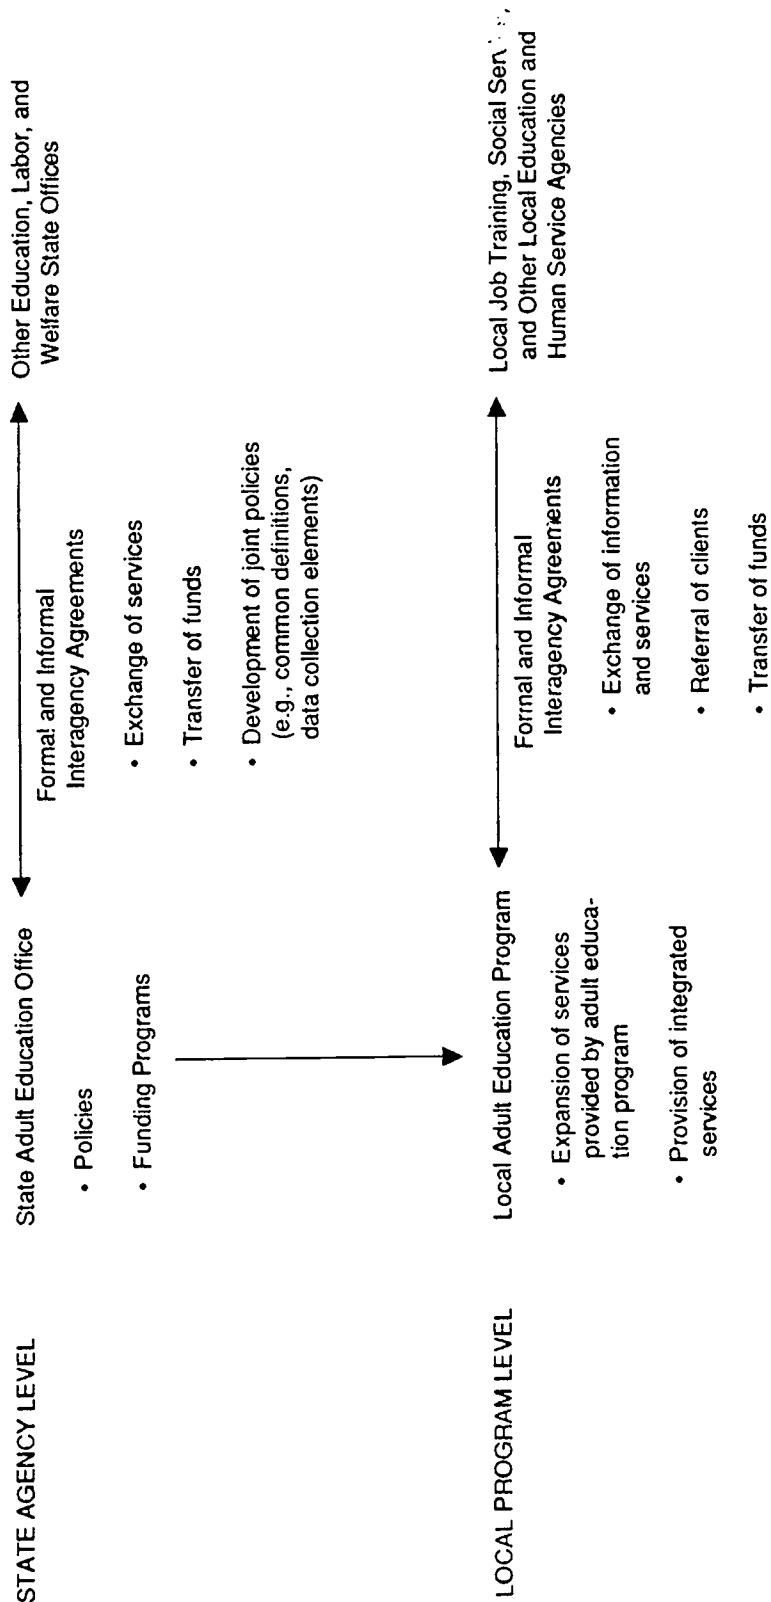 STATE AGENCY LEVEL
State Adult Education Office
• Policies
• Funding Programs
Formal and Informal
Interagency Agreements
• Exchange of services
• Transfer of funds
• Development of joint policies
(e.g., common definitions,
data collection elements)
Other Education, Labor, and
Welfare State Offices
LOCAL PROGRAM LEVEL
Local Adult Education Program
• Expansion of services
provided by adult educa-
tion program
• Provision of integrated
services
Formal and Informal
Interagency Agreements
• Exchange of information
and services
• Referral of clients
• Transfer of funds
Local Job Training, Social
and Other Local Education and
Human Service Agencies